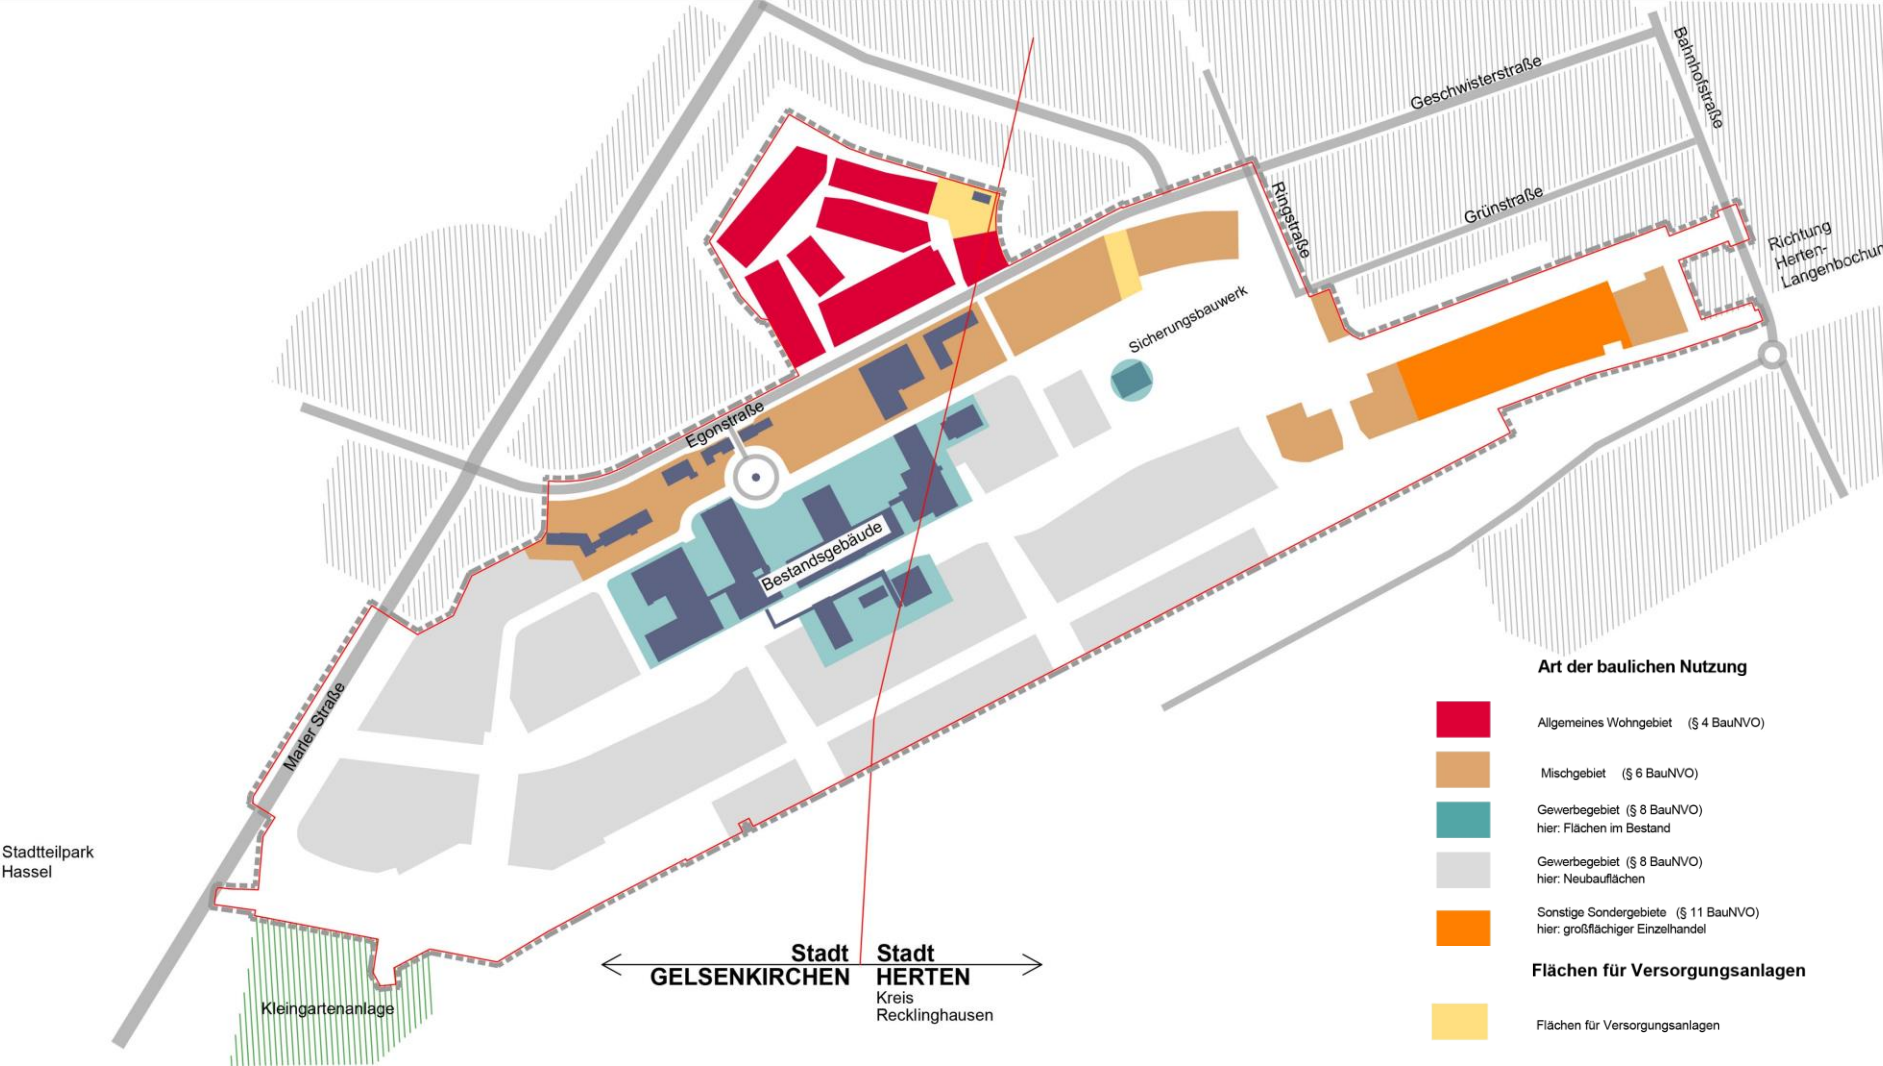 Geschwisterstraße
Bahnhofstraße
Ringstraße
Grünstraße
Richtung
Herten-
Langenbochum
Sicherungsbauwerk
Egonstraße
Bestandsgebäude
Marler Straße
Stadtteilpark
Hassel
Kleingartenanlage
Stadt
GELSENKIRCHEN
Stadt
HERTEN
Kreis
Recklinghausen
Art der baulichen Nutzung
Allgemeines Wohngebiet (§ 4 BauNVO)
Mischgebiet (§ 6 BauNVO)
Gewerbegebiet (§ 8 BauNVO)
hier: Flächen im Bestand
Gewerbegebiet (§ 8 BauNVO)
hier: Neubauflächen
Sonstige Sondergebiete (§ 11 BauNVO)
hier: großflächiger Einzelhandel
Flächen für Versorgungsanlagen
Flächen für Versorgungsanlagen